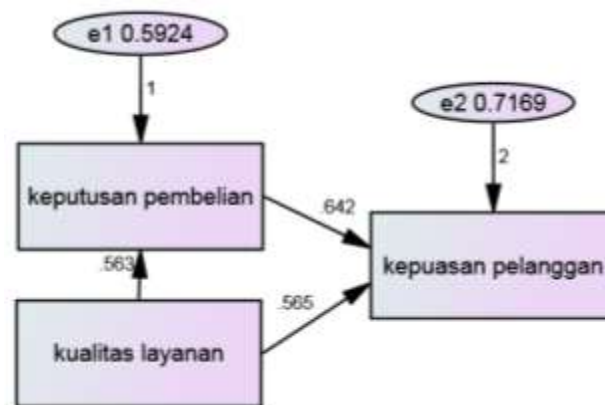 e1 0.5924
1
e2 0.7169
2
keputusan pembelian
.642
kepuasan pelanggan
.563
.565
kualitas layanan